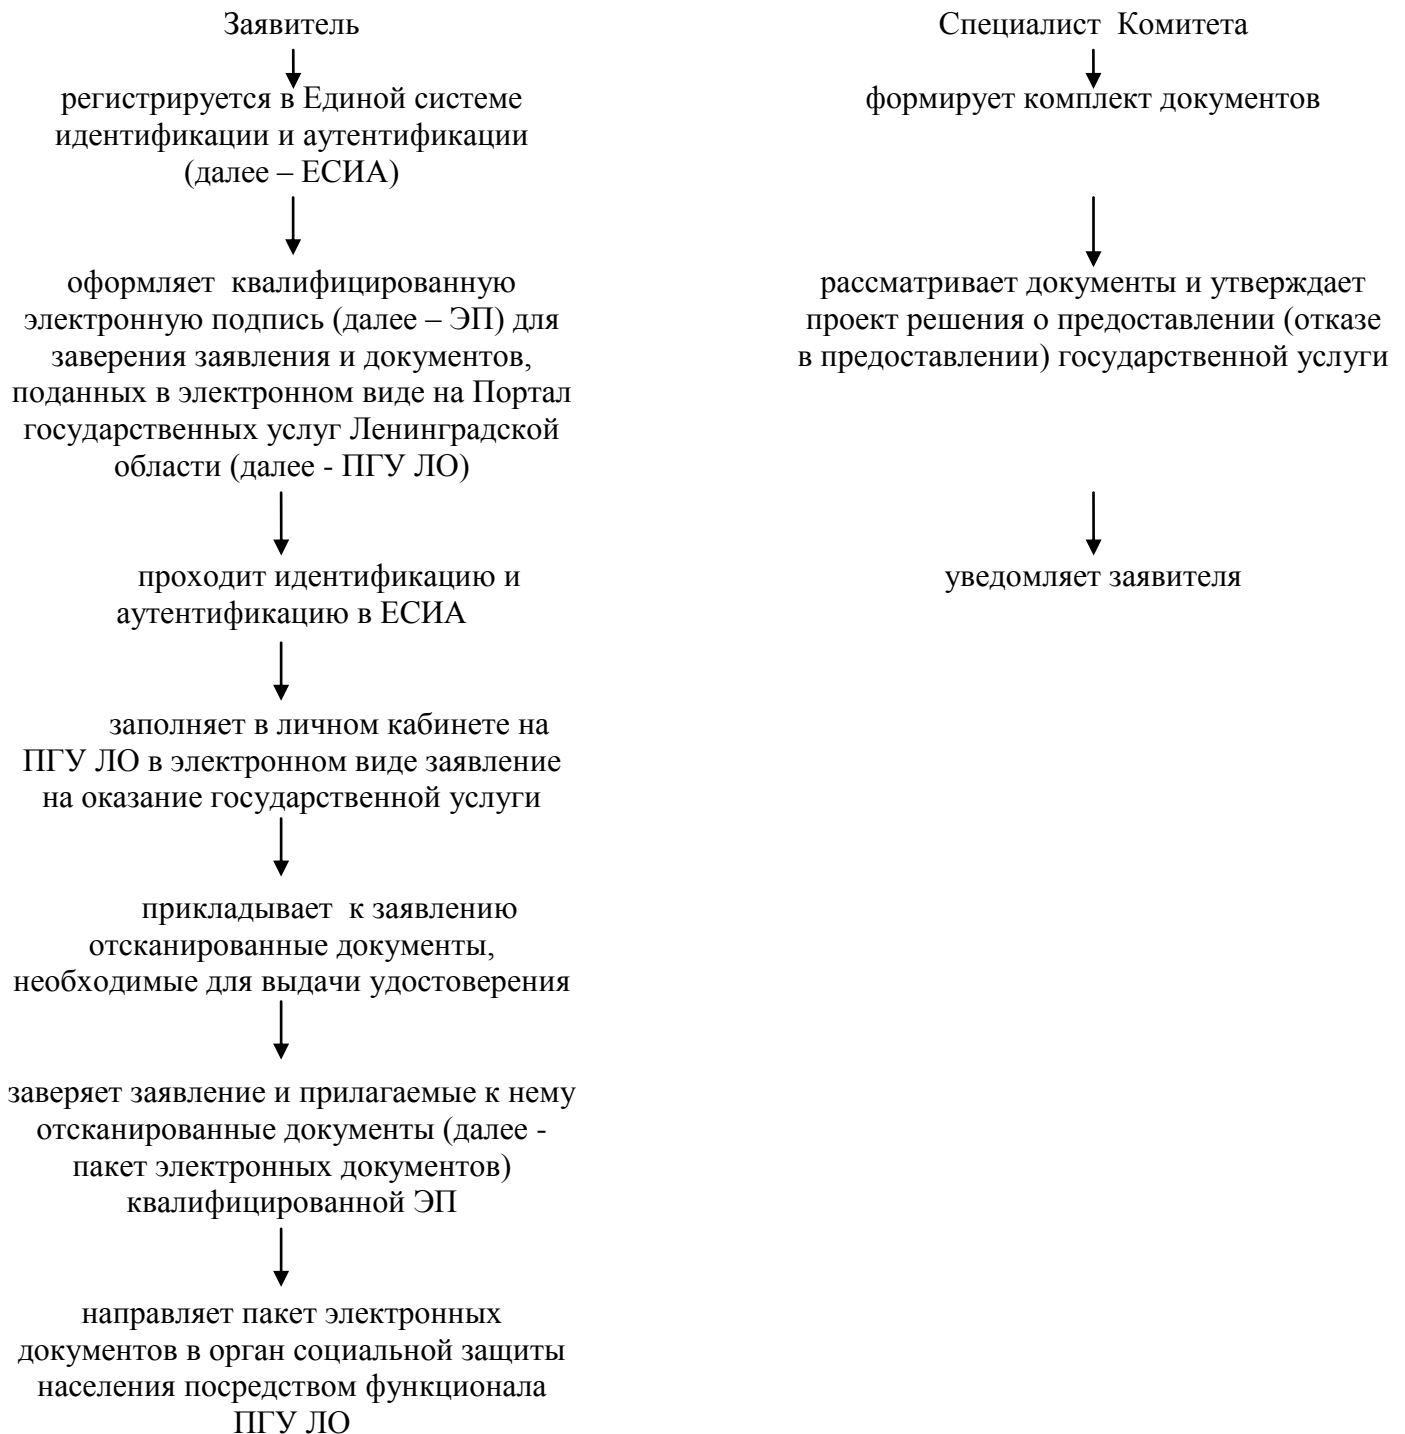 Заявитель
регистрируется в Единой системе
идентификации и аутентификации
(далее – ЕСИА)
оформляет квалифицированную
электронную подпись (далее – ЭП) для
заверения заявления и документов,
поданных в электронном виде на Портал
государственных услуг Ленинградской
области (далее - ПГУ ЛО)
проходит идентификацию и
аутентификацию в ЕСИА
заполняет в личном кабинете на
ПГУ ЛО в электронном виде заявление
на оказание государственной услуги
прикладывает к заявлению
отсканированные документы,
необходимые для выдачи удостоверения
заверяет заявление и прилагаемые к нему
отсканированные документы (далее -
пакет электронных документов)
квалифицированной ЭП
направляет пакет электронных
документов в орган социальной защиты
населения посредством функционала
ПГУ ЛО
Специалист Комитета
формирует комплект документов
рассматривает документы и утверждает
проект решения о предоставлении (отказе
в предоставлении) государственной услуги
уведомляет заявителя